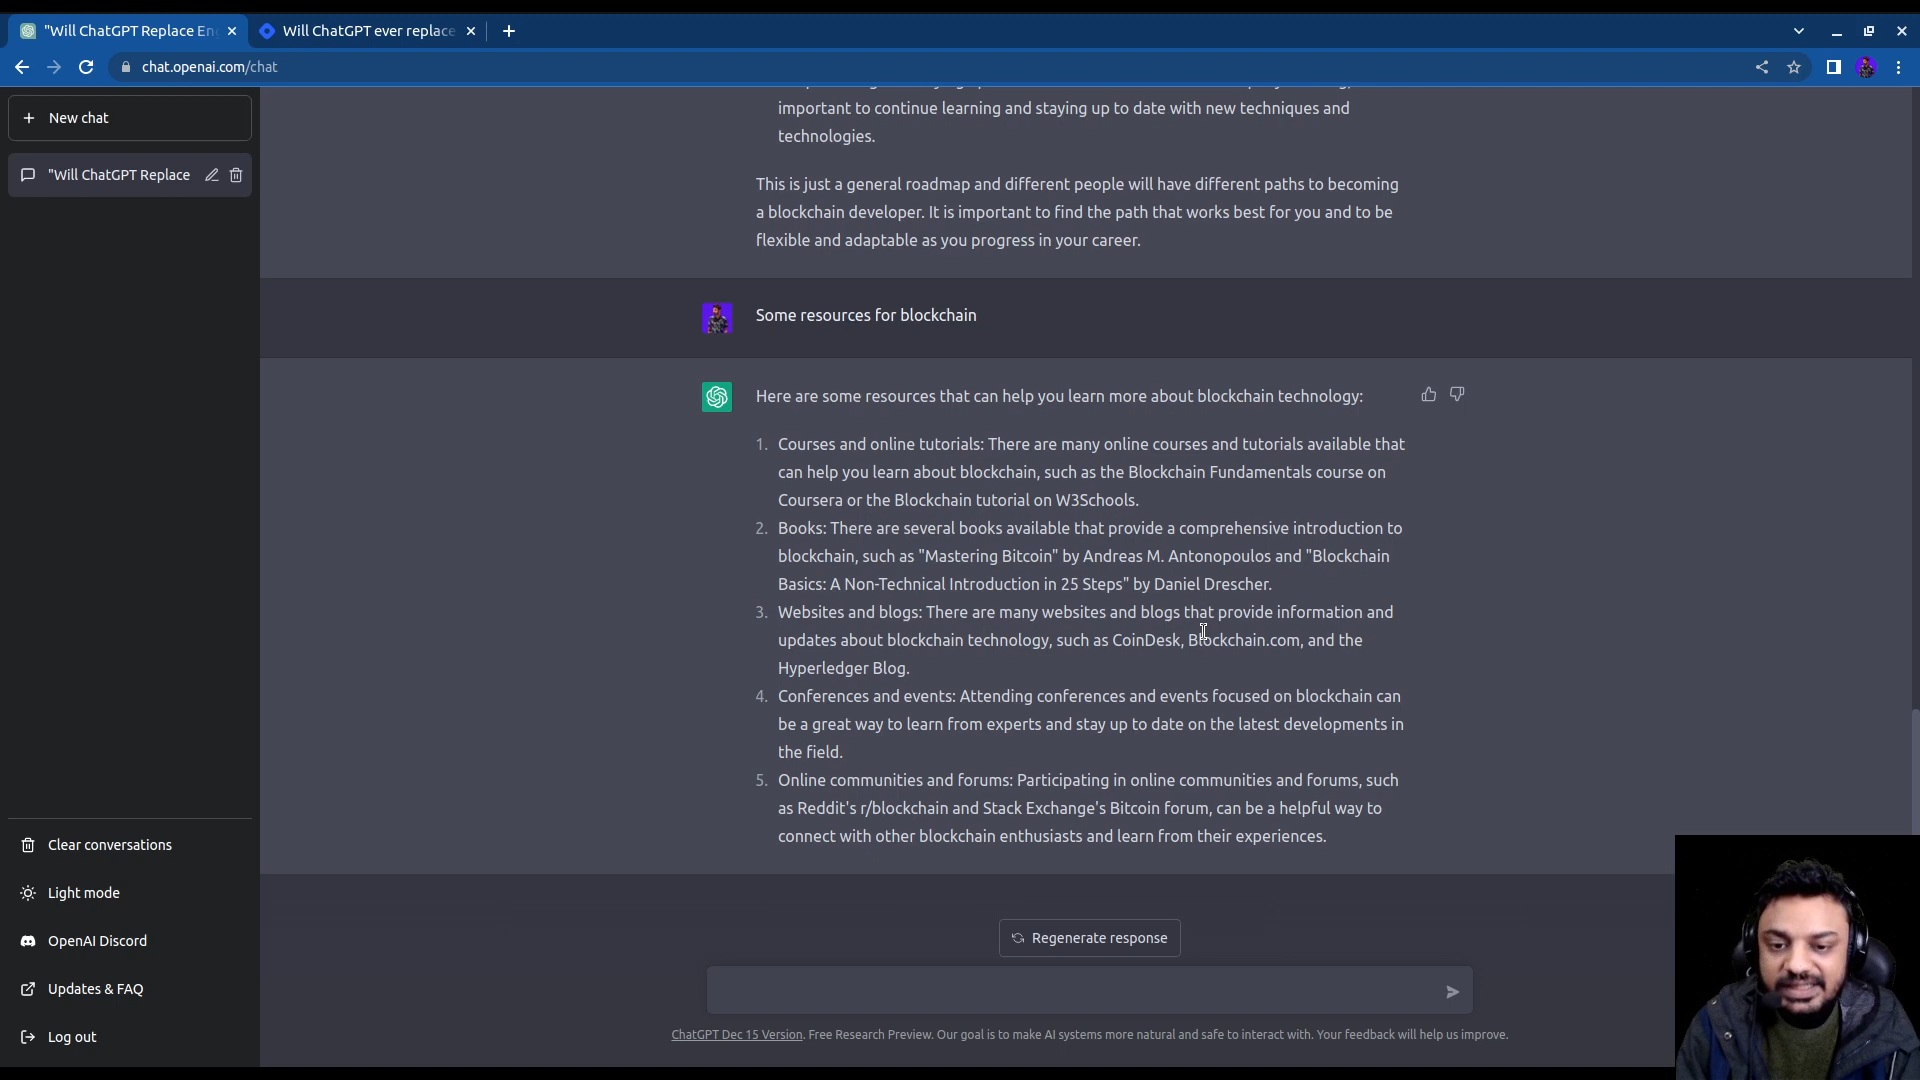 "Will ChatGPT Replace En
Will ChatGPT ever replace
chat.openai.com/chat
New chat
"Will ChatGPT Replace
important to continue learning and staying up to date with new techniques and
technologies.
This is just a general roadmap and different people will have different paths to becoming
a blockchain developer. It is important to find the path that works best for you and to be
flexible and adaptable as you progress in your career.
Some resources for blockchain
Here are some resources that can help you learn more about blockchain technology:
1. Courses and online tutorials: There are many online courses and tutorials available that
can help you learn about blockchain, such as the Blockchain Fundamentals course on
Coursera or the Blockchain tutorial on W3Schools.
2. Books: There are several books available that provide a comprehensive introduction to
blockchain, such as "Mastering Bitcoin" by Andreas M. Antonopoulos and "Blockchain
Basics: A Non-Technical Introduction in 25 Steps" by Daniel Drescher.
3. Websites and blogs: There are many websites and blogs that provide information and
updates about blockchain technology, such as CoinDesk, Blockchain.com, and the
Hyperledger Blog.
4. Conferences and events: Attending conferences and events focused on blockchain can
be a great way to learn from experts and stay up to date on the latest developments in
the field.
5. Online communities and forums: Participating in online communities and forums, such
as Reddit's r/blockchain and Stack Exchange's Bitcoin forum, can be a helpful way to
connect with other blockchain enthusiasts and learn from their experiences.
Clear conversations
Light mode
OpenAI Discord
Updates & FAQ
Log out
Regenerate response
ChatGPT Dec 15 Version. Free Research Preview. Our goal is to make AI systems more natural and safe to interact with. Your feedback will help us improve.